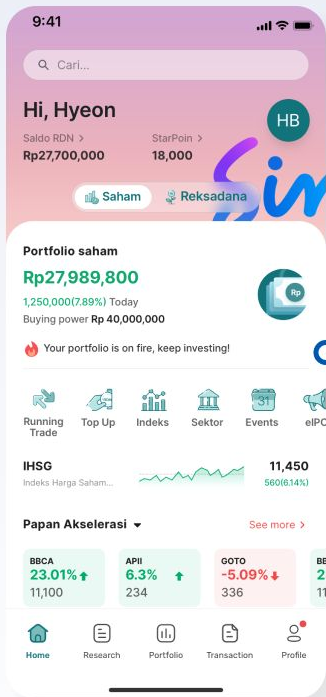 9:41
Cari...
Hi, Hyeon
HB
Saldo RDN >
StarPoin >
Rp27,700,000
18,000
Saham
Reksadana
Portfolio saham
Rp27,989,800
1,250,000(7.89%) Today
Buying power Rp 40,000,000
Rp
Your portfolio is on fire, keep investing!
31
Running
Trade
Top Up
Indeks
Sektor
Events
eIPO
IHSG
11,450
Indeks Harga Saham...
560(6.14%)
Papan Akselerasi
See more >
BBCA
23.01%
11,100
APII
6.3%
234
GOTO
-5.09%
336
Home
Research
Portfolio
Transaction
Profile